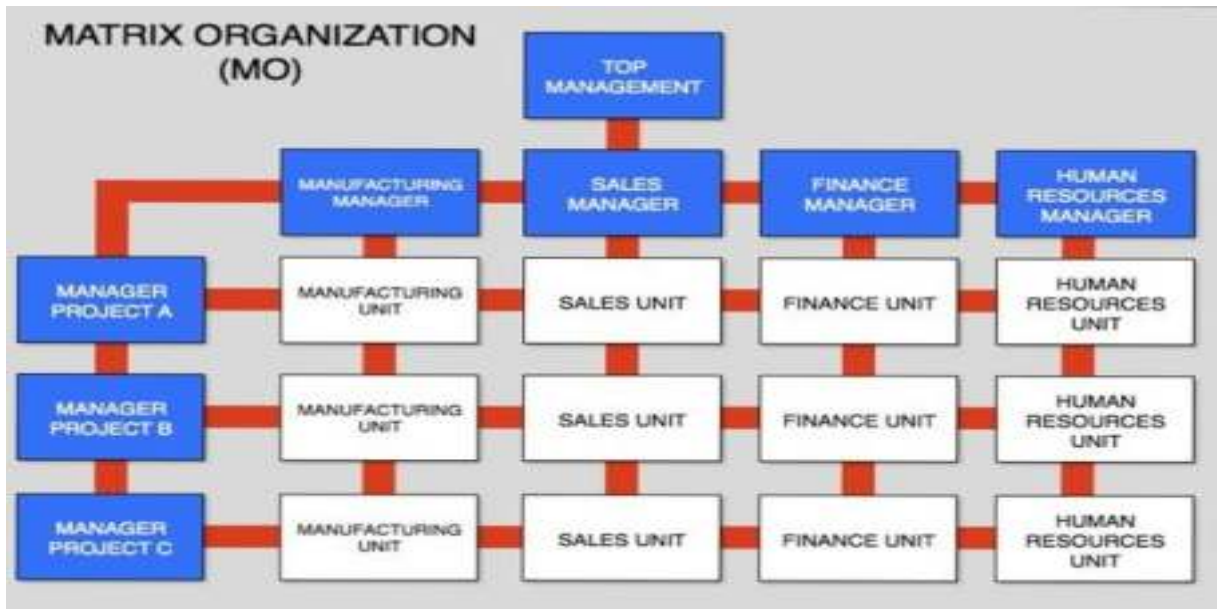 MATRIX ORGANIZATION
(MO)
TOP
MANAGEMENT
MANUFACTURING
MANAGER
SALES
MANAGER
FINANCE
MANAGER
HUMAN
RESOURCES
MANAGER
MANAGER
PROJECT A
MANUFACTURING
UNIT
SALES UNIT
FINANCE UNIT
HUMAN
RESOURCES
UNIT
MANAGER
PROJECT B
MANUFACTURING
UNIT
SALES UNIT
FINANCE UNIT
HUMAN
RESOURCES
UNIT
MANAGER
PROJECT C
MANUFACTURING
UNIT
SALES UNIT
FINANCE UNIT
HUMAN
RESOURCES
UNIT